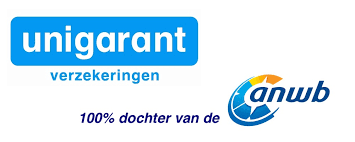 unigarant
verzekeringen
100% dochter van de anwb